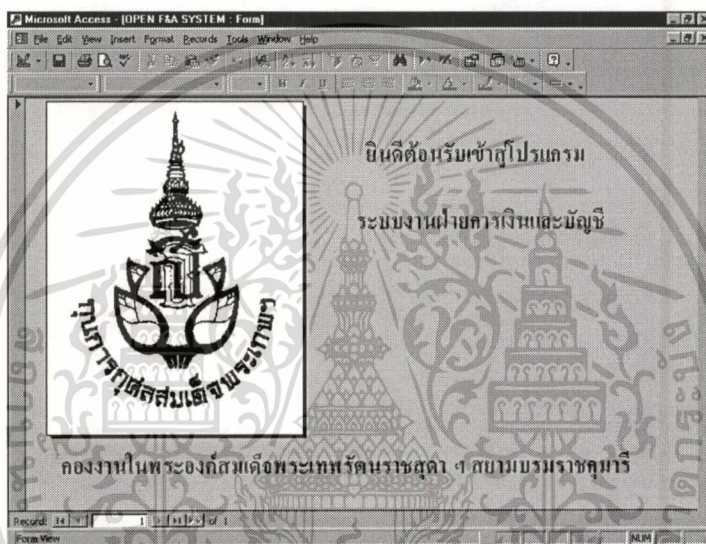 Microsoft Access - [OPEN F&A SYSTEM : Form]
File Edit View Insert Format Records Tools Window Help
B I U
ยินดีต้อนรับเข้าสู่โปรแกรม
ระบบงานฝ่ายการเงินและบัญชี
ทุนการกุศลสมเด็จพระเทพฯ
กองงานในพระองค์สมเด็จพระเทพรัตนราชสุดา ฯ สยามบรมราชกุมารี
Record: 1 of 1
Form View NUM